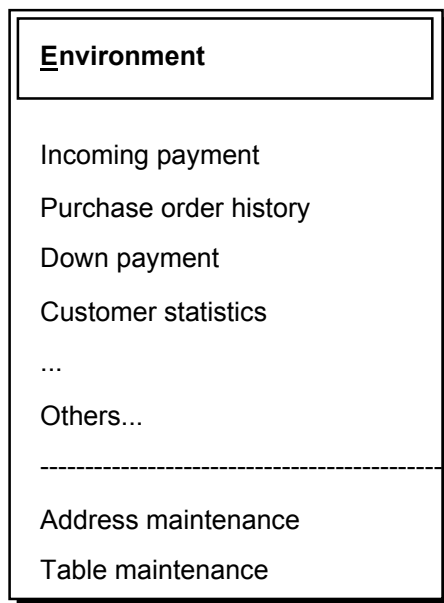 Environment
Incoming payment
Purchase order history
Down payment
Customer statistics
...
Others...
---------------------------------------------
Address maintenance
Table maintenance